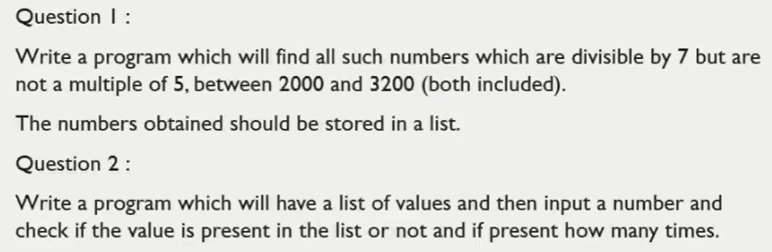 Question 1 :
Write a program which will find all such numbers which are divisible by 7 but are
not a multiple of 5, between 2000 and 3200 (both included).
The numbers obtained should be stored in a list.
Question 2 :
Write a program which will have a list of values and then input a number and
check if the value is present in the list or not and if present how many times.